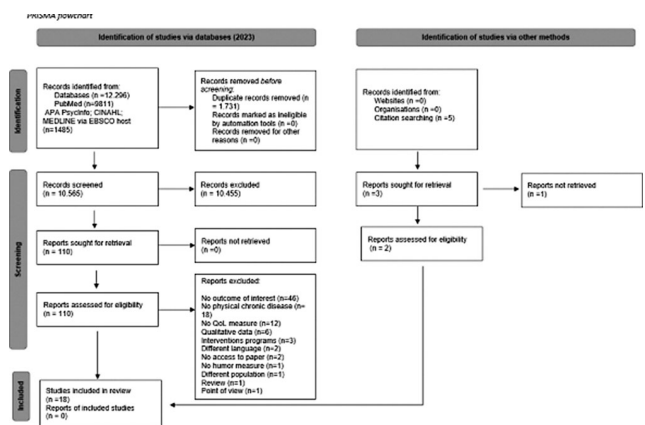 PRISMA flowchart
Identification of studies via databases (2023)
Identification of studies via other methods
Identification
Records identified from:
Databases (n =12.296)
PubMed (n=9811)
APA PsycInfo; CINAHL;
MEDLINE via EBSCO host
(n=1485)
Records removed before
screening:
Duplicate records removed (n
= 1.731)
Records marked as ineligible
by automation tools (n =0)
Records removed for other
reasons (n =0)
Records identified from:
Websites (n =0)
Organisations (n =0)
Citation searching (n =5)
Screening
Records screened
(n = 10.565)
Records excluded
(n = 10.455)
Reports sought for retrieval
(n =3)
Reports not retrieved
(n =1)
Reports sought for retrieval
(n = 110)
Reports not retrieved
(n =0)
Reports assessed for eligibility
(n = 2)
Reports assessed for eligibility
(n = 110)
Reports excluded:
No outcome of interest (n=46)
No physical chronic disease (n=
18)
No QoL measure (n=12)
Qualitative data (n=6)
Interventions programs (n=3)
Different language (n=2)
No access to paper (n=2)
No humor measure (n=1)
Different population (n=1)
Review (n=1)
Point of view (n=1)
Included
Studies included in review
(n =18)
Reports of included studies
(n = 0)